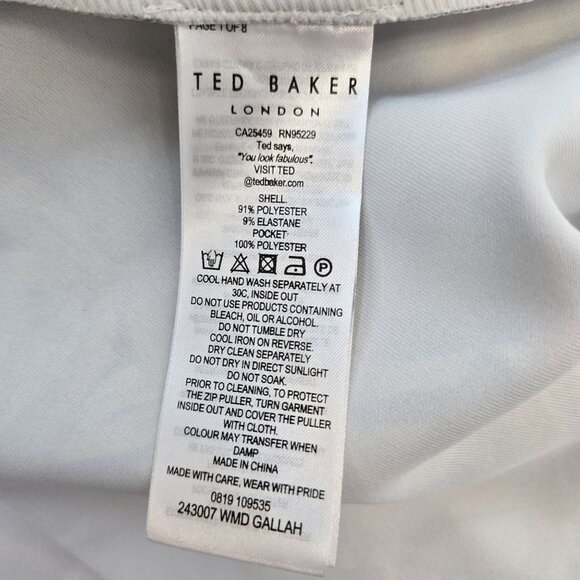 PAGE 1 OF 8
TED BAKER
LONDON
CA25459 RN95229
Ted says,
"You look fabulous".
VISIT TED
@tedbaker.com
SHELL
91% POLYESTER
9% ELASTANE
POCKET
100% POLYESTER
COOL HAND WASH SEPARATELY AT
30C, INSIDE OUT
DO NOT USE PRODUCTS CONTAINING
BLEACH, OIL OR ALCOHOL.
DO NOT TUMBLE DRY
COOL IRON ON REVERSE.
DRY CLEAN SEPARATELY
DO NOT DRY IN DIRECT SUNLIGHT
DO NOT SOAK.
PRIOR TO CLEANING, TO PROTECT
THE ZIP PULLER, TURN GARMENT
INSIDE OUT AND COVER THE PULLER
WITH CLOTH.
COLOUR MAY TRANSFER WHEN
DAMP
MADE IN CHINA
MADE WITH CARE, WEAR WITH PRIDE
0819 109535
243007 WMD GALLAH